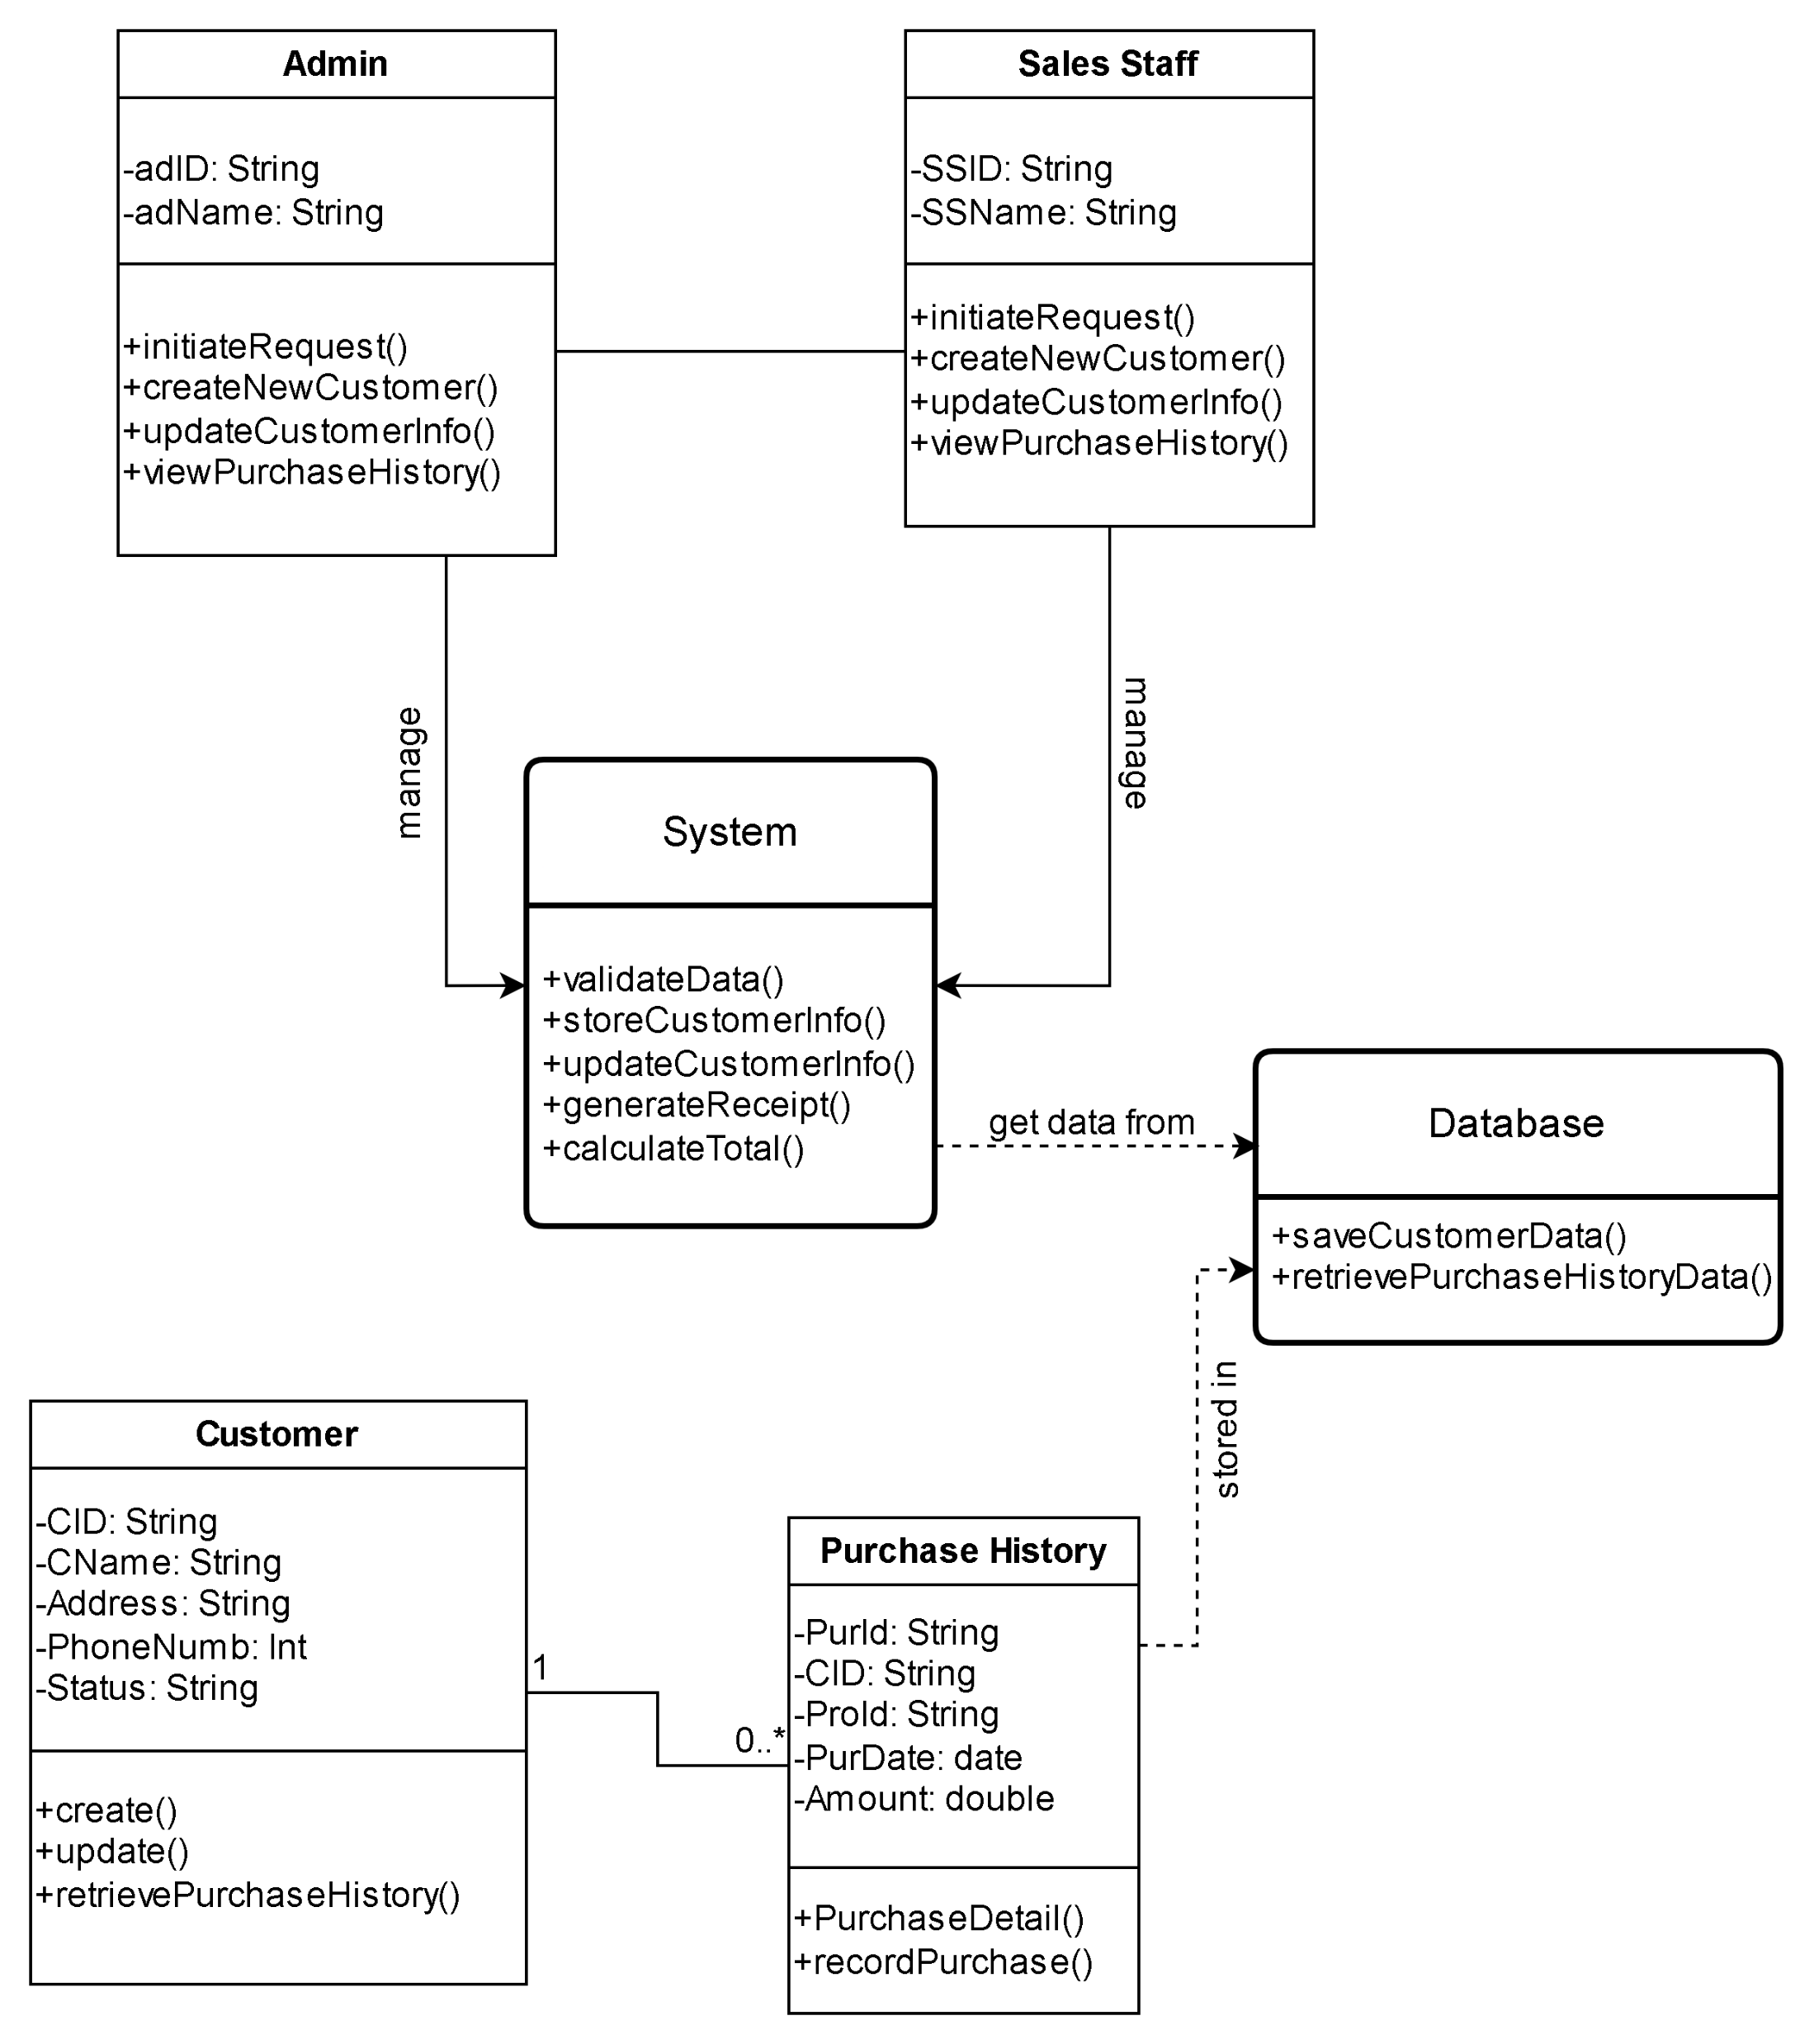 Admin
-adID: String
-adName: String
+initiateRequest()
+createNewCustomer()
+updateCustomerInfo()
+viewPurchaseHistory()
Sales Staff
-SSID: String
-SSName: String
+initiateRequest()
+createNewCustomer()
+updateCustomerInfo()
+viewPurchaseHistory()
manage
manage
System
+validateData()
+storeCustomerInfo()
+updateCustomerInfo()
+generateReceipt()
+calculateTotal()
get data from
Database
+saveCustomerData()
+retrievePurchaseHistoryData()
stored in
Customer
-CID: String
-CName: String
-Address: String
-PhoneNumb: Int
-Status: String
+create()
+update()
+retrievePurchaseHistory()
1
0..*
Purchase History
-PurId: String
-CID: String
-ProId: String
-PurDate: date
-Amount: double
+PurchaseDetail()
+recordPurchase()